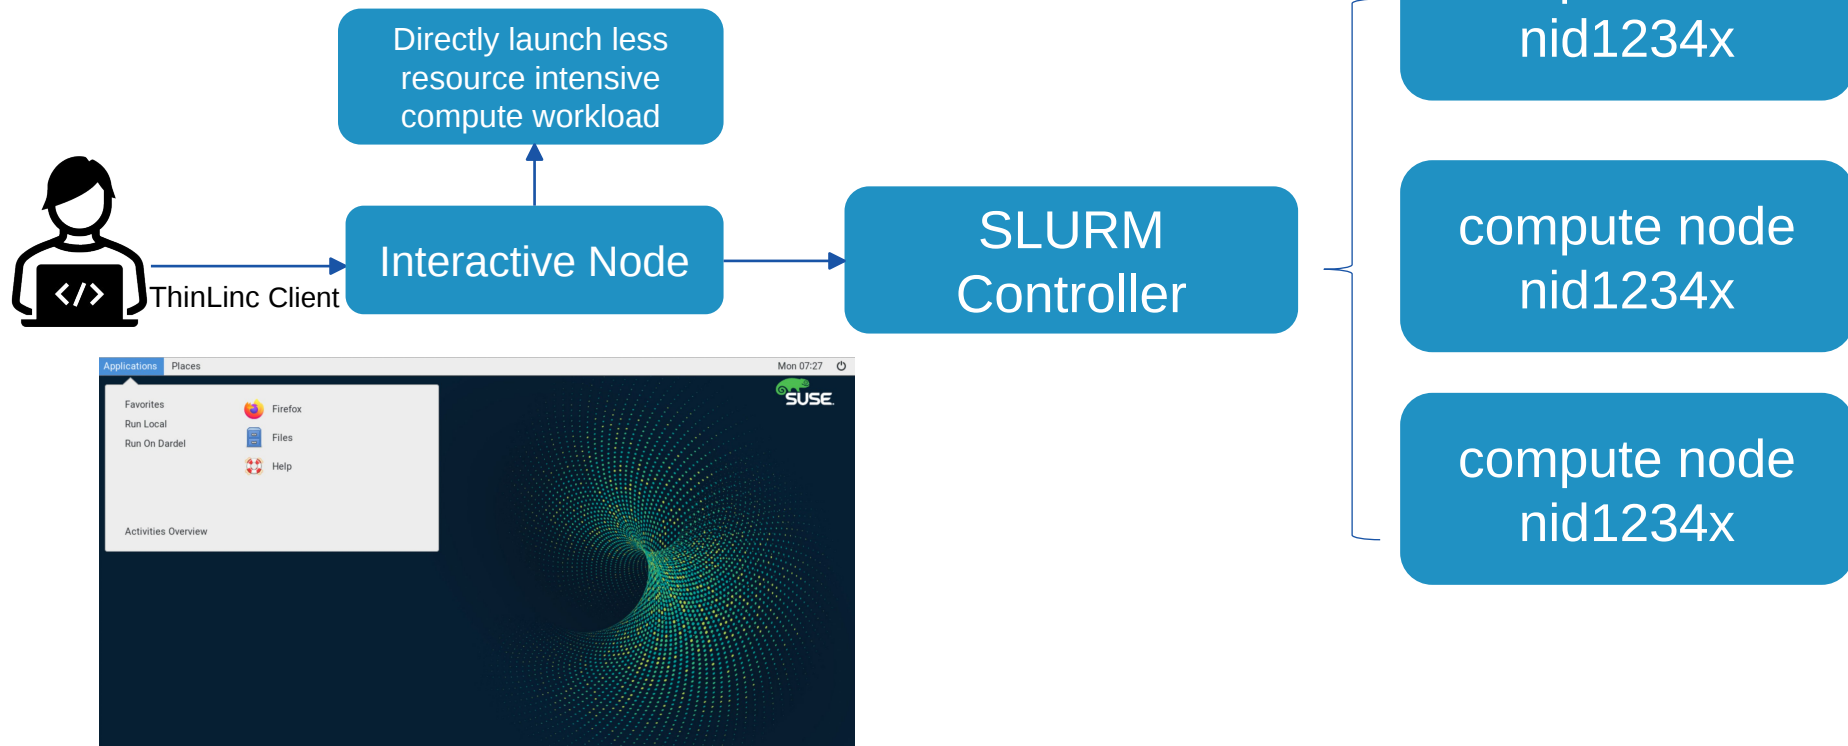 Directly launch less
resource intensive
compute workload
ThinLinc Client
Interactive Node
SLURM
Controller
nid1234x
compute node
nid1234x
compute node
nid1234x
Applications Places Mon 07:27
SUSE
Favorites
Run Local
Run On Dardel
Activities Overview
Firefox
Files
Help